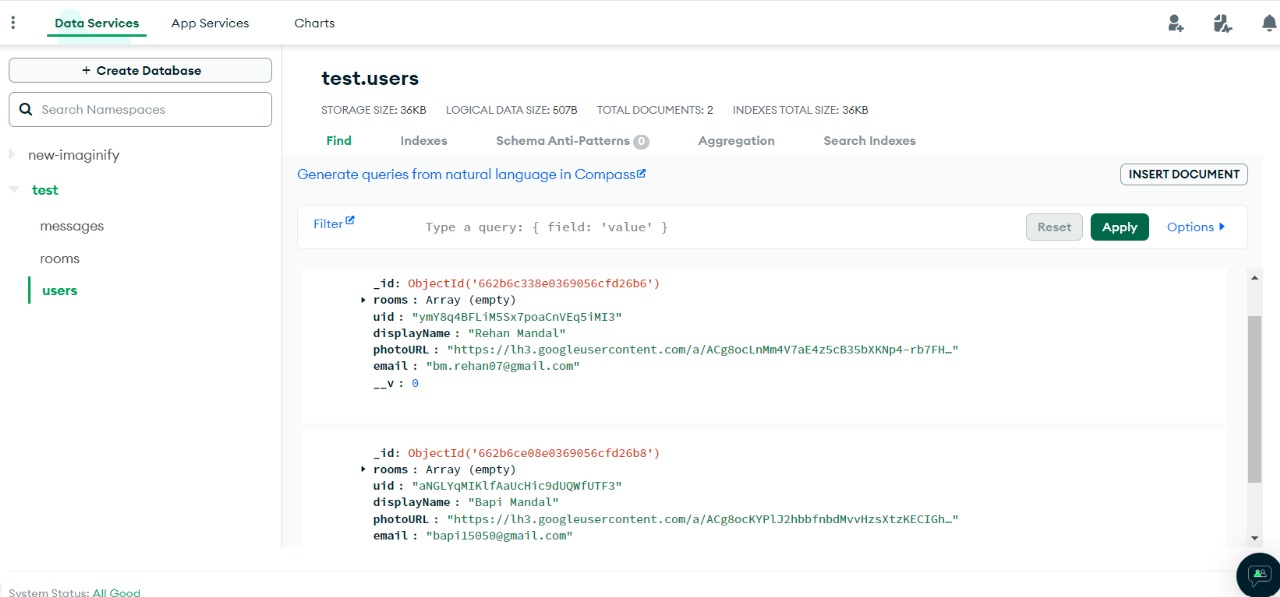 Data Services App Services Charts
+ Create Database
Search Namespaces
new-imaginify
test
messages
rooms
users
test.users
STORAGE SIZE: 36KB LOGICAL DATA SIZE: 507B TOTAL DOCUMENTS: 2 INDEXES TOTAL SIZE: 36KB
Find Indexes Schema Anti-Patterns 0 Aggregation Search Indexes
Generate queries from natural language in Compass
INSERT DOCUMENT
Filter Type a query: { field: 'value' } Reset Apply Options
_id: ObjectId('662b6c338e0369056cfd26b6')
rooms : Array (empty)
uid : "ymY8q4BFLiM5Sx7poaCnVEq5iMI3"
displayName : "Rehan Mandal"
photoURL : "https://lh3.googleusercontent.com/a/ACg8ocLnMm4V7aE4z5cB35bXKNp4-rb7FH…"
email : "bm.rehan07@gmail.com"
__v : 0
_id: ObjectId('662b6ce08e0369056cfd26b8')
rooms : Array (empty)
uid : "aNGLYqMIKlfAaUcHic9dUQWfUTF3"
displayName : "Bapi Mandal"
photoURL : "https://lh3.googleusercontent.com/a/ACg8ocKYPlJ2hbbfnbdMvvHzsXtzKECIGh…"
email : "bapi15050@gmail.com"
System Status: All Good